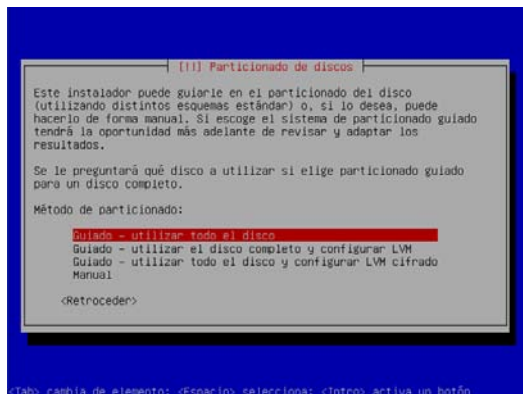 [!!] Particionado de discos
Este instalador puede guiarle en el particionado del disco
(utilizando distintos esquemas estándar) o, si lo desea, puede
hacerlo de forma manual. Si escoge el sistema de particionado guiado
tendrá la oportunidad más adelante de revisar y adaptar los
resultados.
Se le preguntará qué disco a utilizar si elige particionado guiado
para un disco completo.
Método de particionado:
Guiado - utilizar todo el disco
Guiado - utilizar el disco completo y configurar LVM
Guiado - utilizar todo el disco y configurar LVM cifrado
Manual
<Retroceder>
<Tab> cambia de elemento; <Espacio> selecciona; <Intro> activa un botón